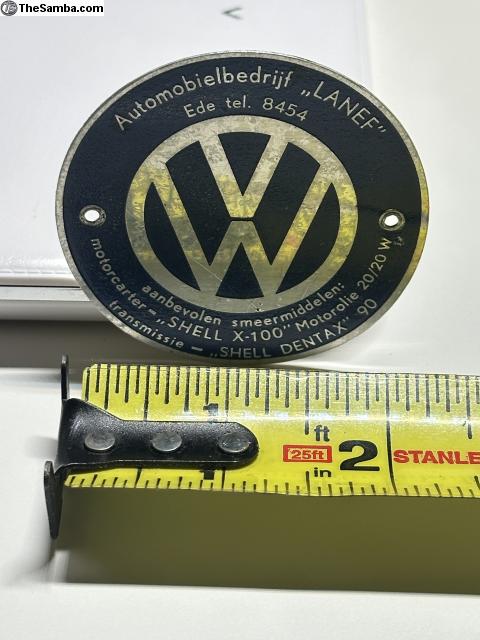 TheSamba.com
Automobielbedrijf „LANEF”
Ede tel. 8454
VW
aanbevolen smeermiddelen:
motorcarter – „SHELL X-100” Motorolie 20/20 W
transmissie – „SHELL DENTAX” 90
1
ft
25ft
in
2
STANLE